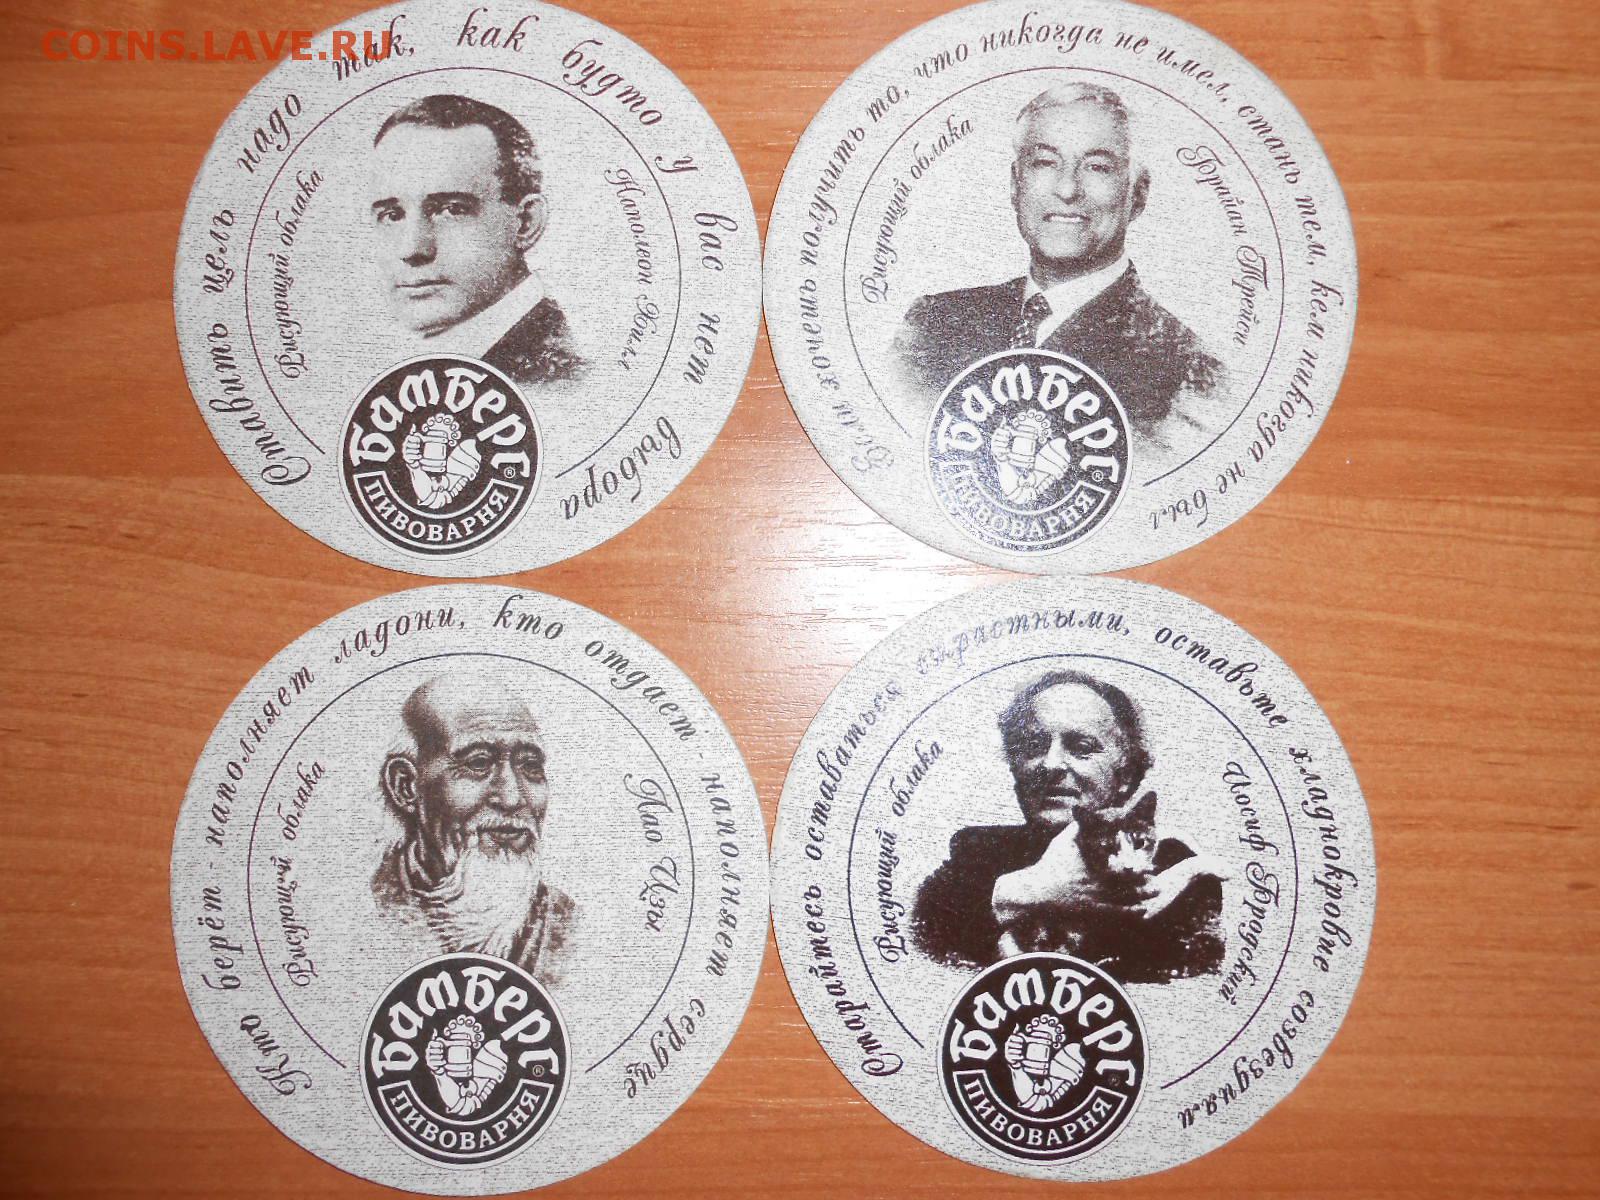 COINS.LAVE.RU
Ставить цель надо так, как будто у вас нет выбора
Рисующий облака
Наполеон Хилл
Бамберг ®
ПИВОВАРНЯ
Если хочешь получить то, что никогда не имел, стань тем, кем никогда не был
Рисующий облака
Брайан Трейси
Бамберг ®
ПИВОВАРНЯ
Кто берёт - наполняет ладони, кто отдает - наполняет сердце
Рисующий облака
Лао Цзы
Бамберг ®
ПИВОВАРНЯ
Старайтесь оставаться страстными, оставьте хладнокровие созвездиям
Рисующий облака
Иосиф Бродский
Бамберг ®
ПИВОВАРНЯ